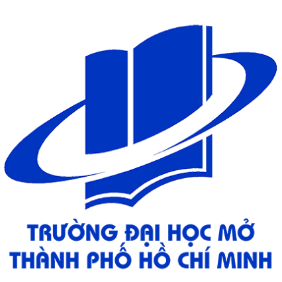 TRƯỜNG ĐẠI HỌC MỞ
THÀNH PHỐ HỒ CHÍ MINH